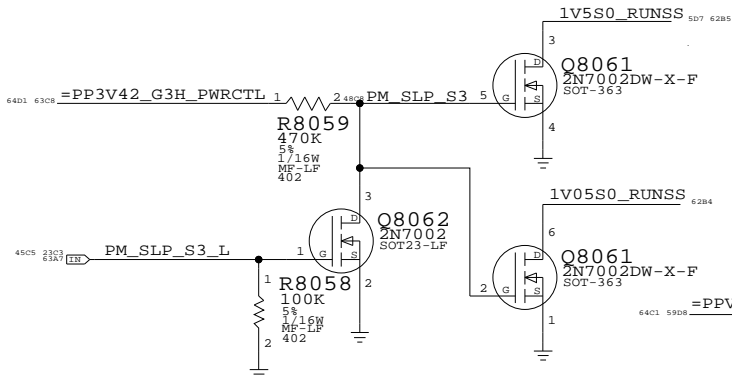 1V5S0_RUNSS 5D7 62B5
3
D
Q8061
2N7002DW-X-F
SOT-363
64D1 63C8 =PP3V42_G3H_PWRCTL 1 2 48C8 PM_SLP_S3 5 G S
4
R8059
470K
5%
1/16W
MF-LF
402
3
1V05S0_RUNSS 62B4
D
Q8062
2N7002
SOT23-LF
6
45C5 23C3
63A7 IN PM_SLP_S3_L 1 G S
D
Q8061
2N7002DW-X-F
SOT-363
1
R8058
100K
5%
1/16W
MF-LF
402
2
2
2 G S
1
=PPV
64C1 59D8